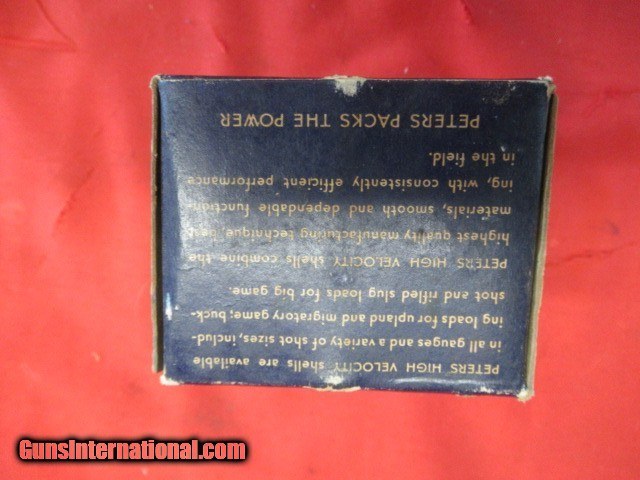 PETERS HIGH VELOCITY shells are available
in all gauges and a variety of shot sizes, includ-
ing loads for upland and migratory game; buck-
shot and rifled slug loads for big game.
PETERS HIGH VELOCITY shells combine the
highest quality manufacturing technique, best
materials, smooth and dependable function-
ing, with consistently efficient performance
in the field.
PETERS PACKS THE POWER
GunsInternational.com